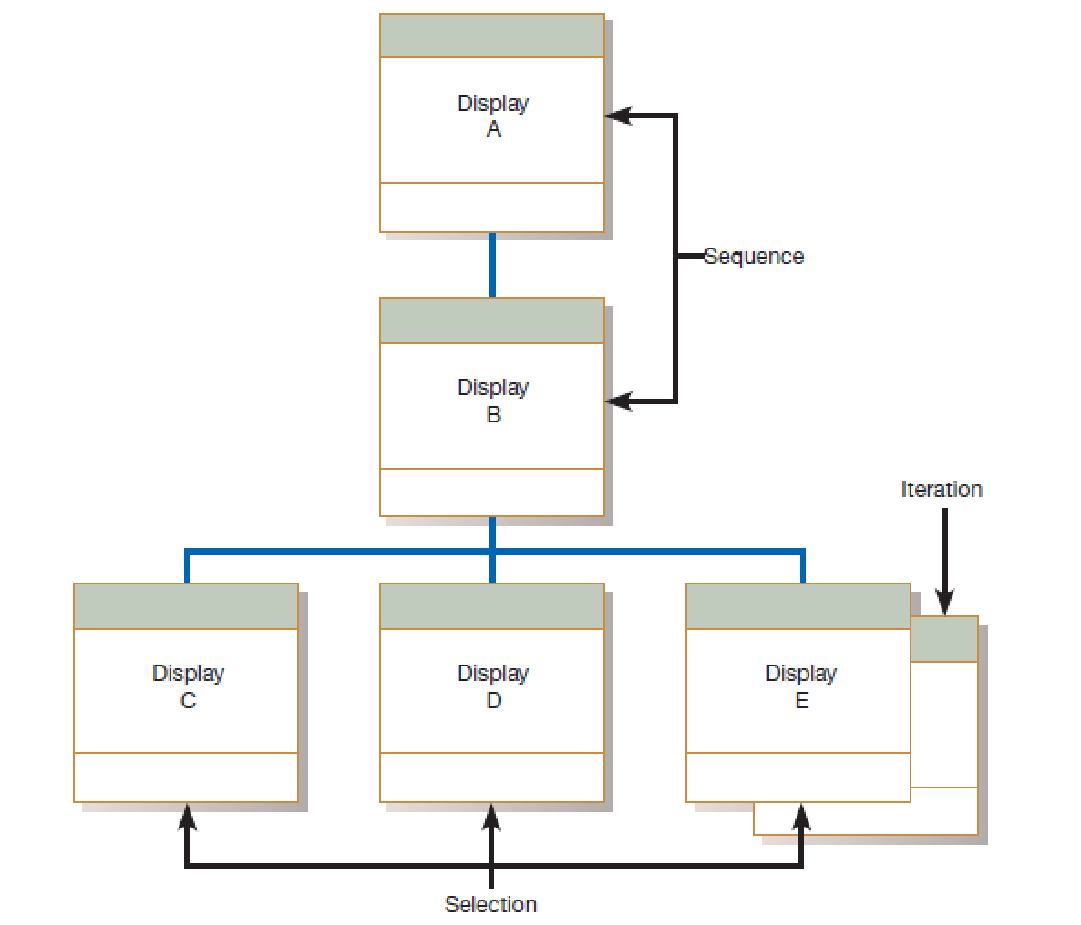 Display
A
Sequence
Display
B
Iteration
Display
C
Display
D
Display
E
Selection